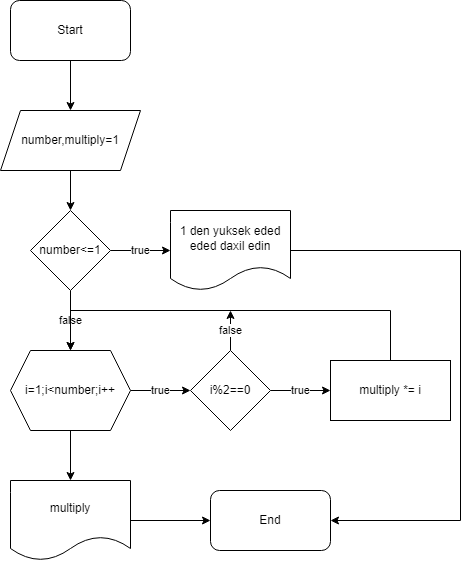 Start
number,multiply=1
number<=1
true
1 den yuksek eded
eded daxil edin
false
false
i=1;i<number;i++
true
i%2==0
true
multiply *= i
multiply
End